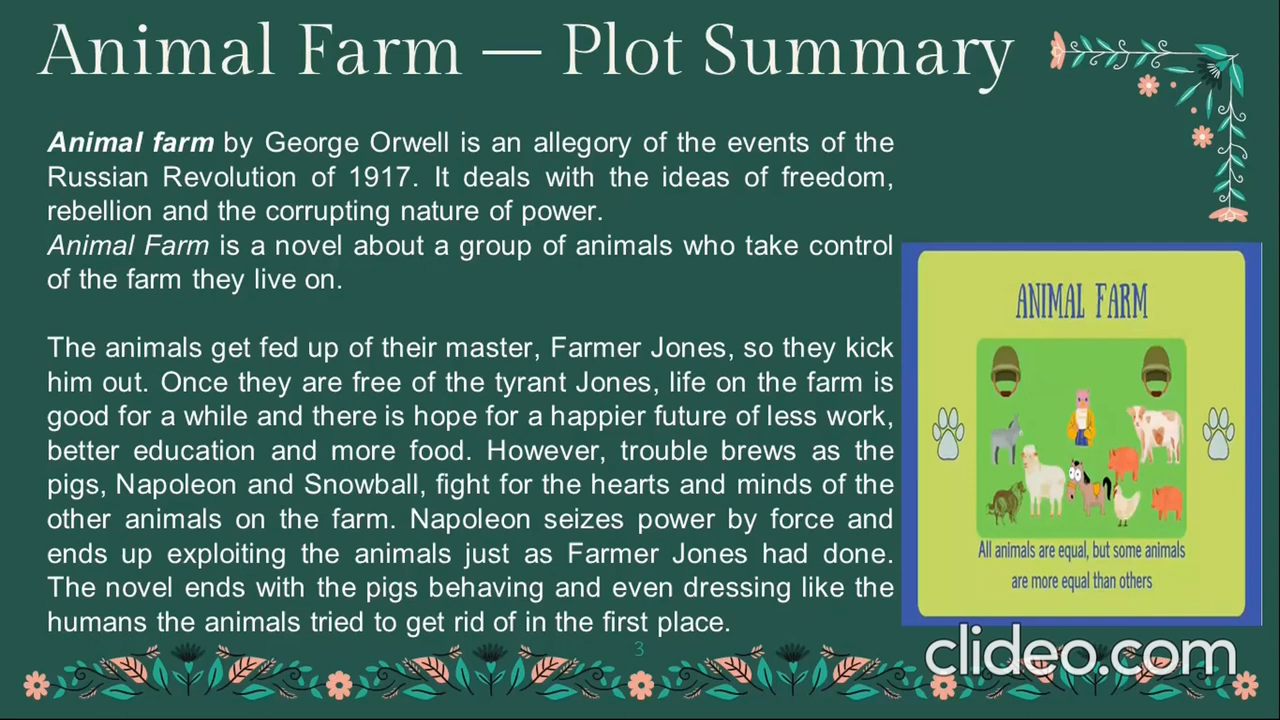 Animal Farm — Plot Summary
Animal farm by George Orwell is an allegory of the events of the
Russian Revolution of 1917. It deals with the ideas of freedom,
rebellion and the corrupting nature of power.
Animal Farm is a novel about a group of animals who take control
of the farm they live on.
The animals get fed up of their master, Farmer Jones, so they kick
him out. Once they are free of the tyrant Jones, life on the farm is
good for a while and there is hope for a happier future of less work,
better education and more food. However, trouble brews as the
pigs, Napoleon and Snowball, fight for the hearts and minds of the
other animals on the farm. Napoleon seizes power by force and
ends up exploiting the animals just as Farmer Jones had done.
The novel ends with the pigs behaving and even dressing like the
humans the animals tried to get rid of in the first place.
ANIMAL FARM
All animals are equal, but some animals
are more equal than others
3
clideo.com